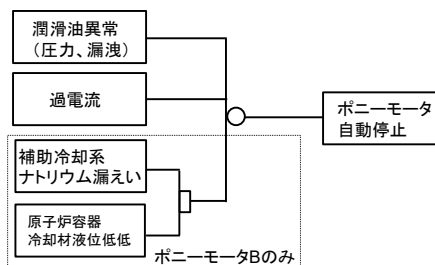 潤滑油異常
(圧力、漏洩)
過電流
ポニーモータ
自動停止
補助冷却系
ナトリウム漏えい
原子炉容器
冷却材液位低低
ポニーモータBのみ